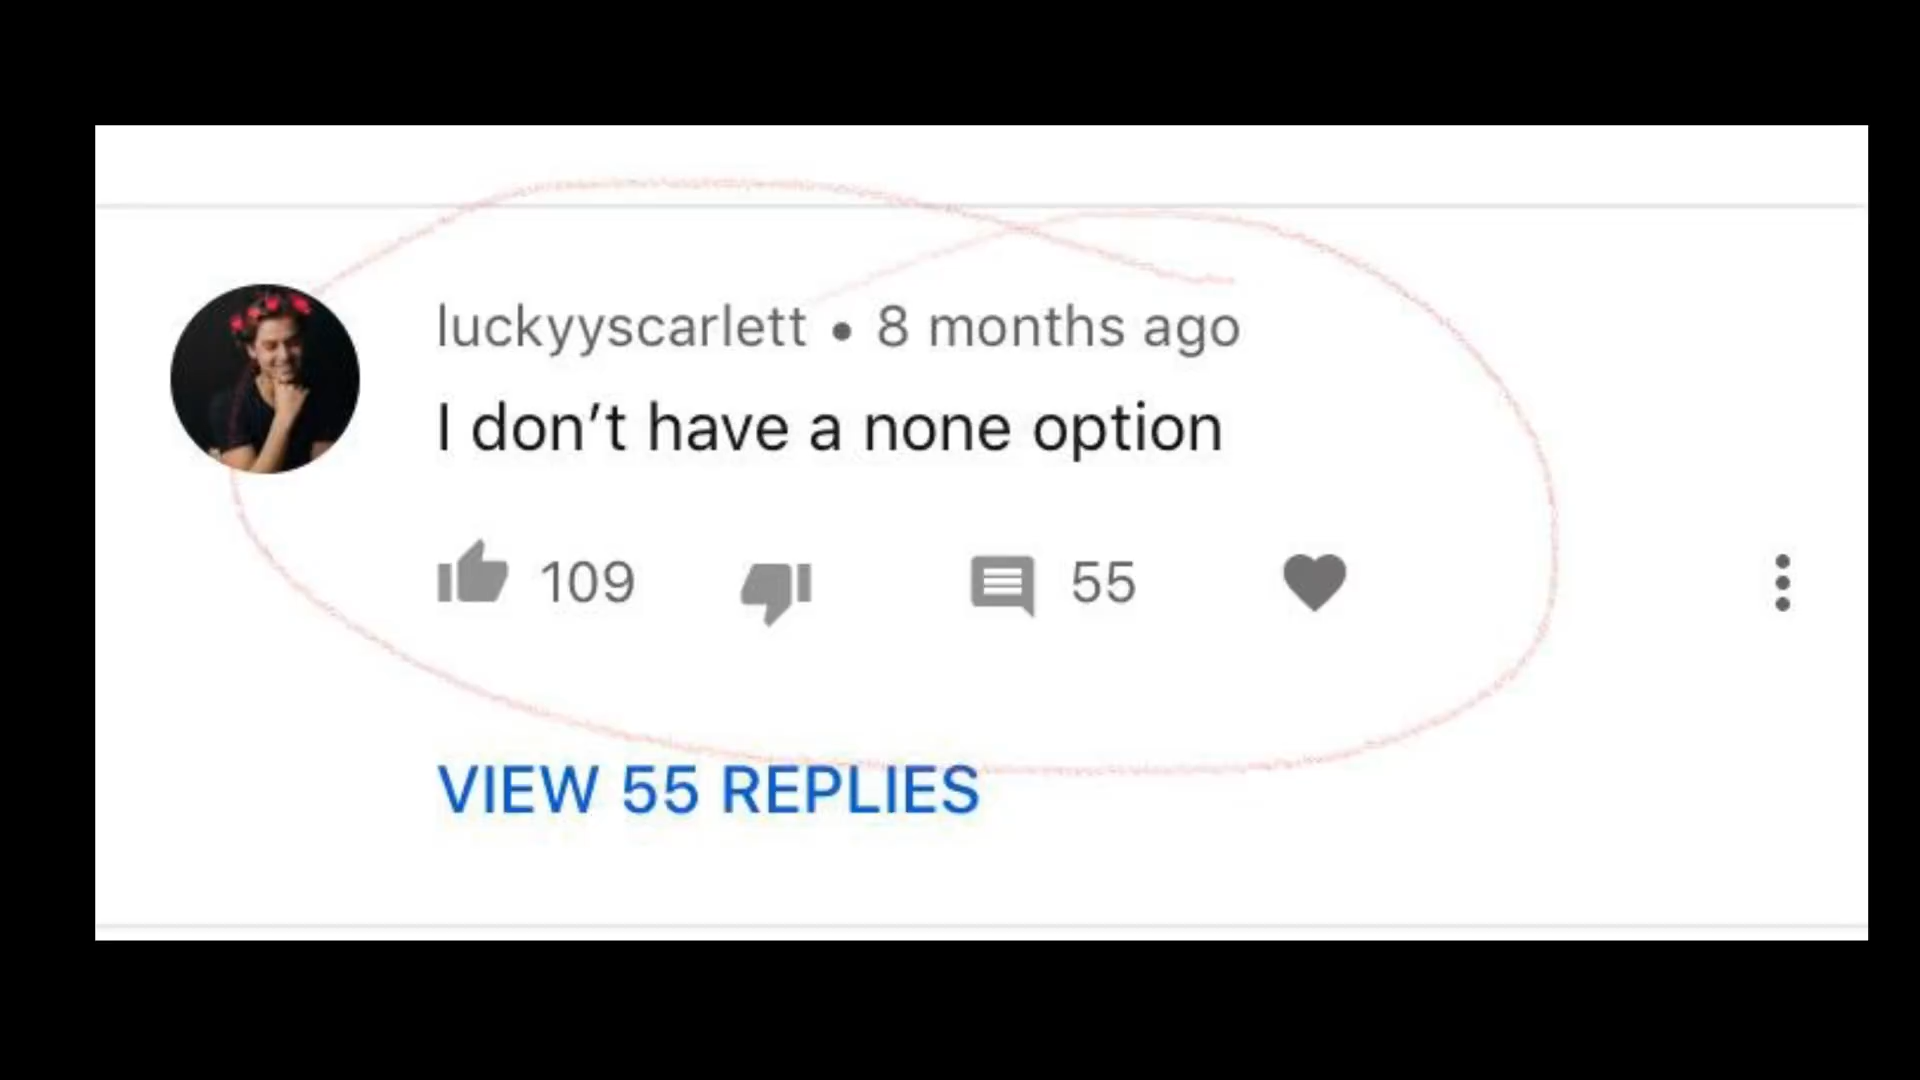 luckyyscarlett • 8 months ago
I don’t have a none option
109 55
VIEW 55 REPLIES